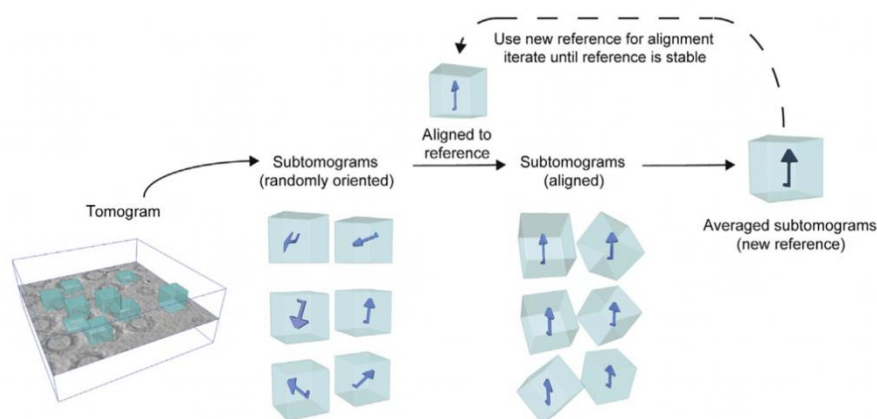 Use new reference for alignment
iterate until reference is stable
Aligned to
reference
Subtomograms
(randomly oriented)
Subtomograms
(aligned)
Tomogram
Averaged subtomograms
(new reference)